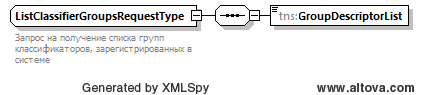 ListClassifierGroupsRequestType
tns:GroupDescriptorList
Запрос на получение списка групп
классификаторов, зарегистрированных в
системе
Generated by XMLSpy
www.altova.com